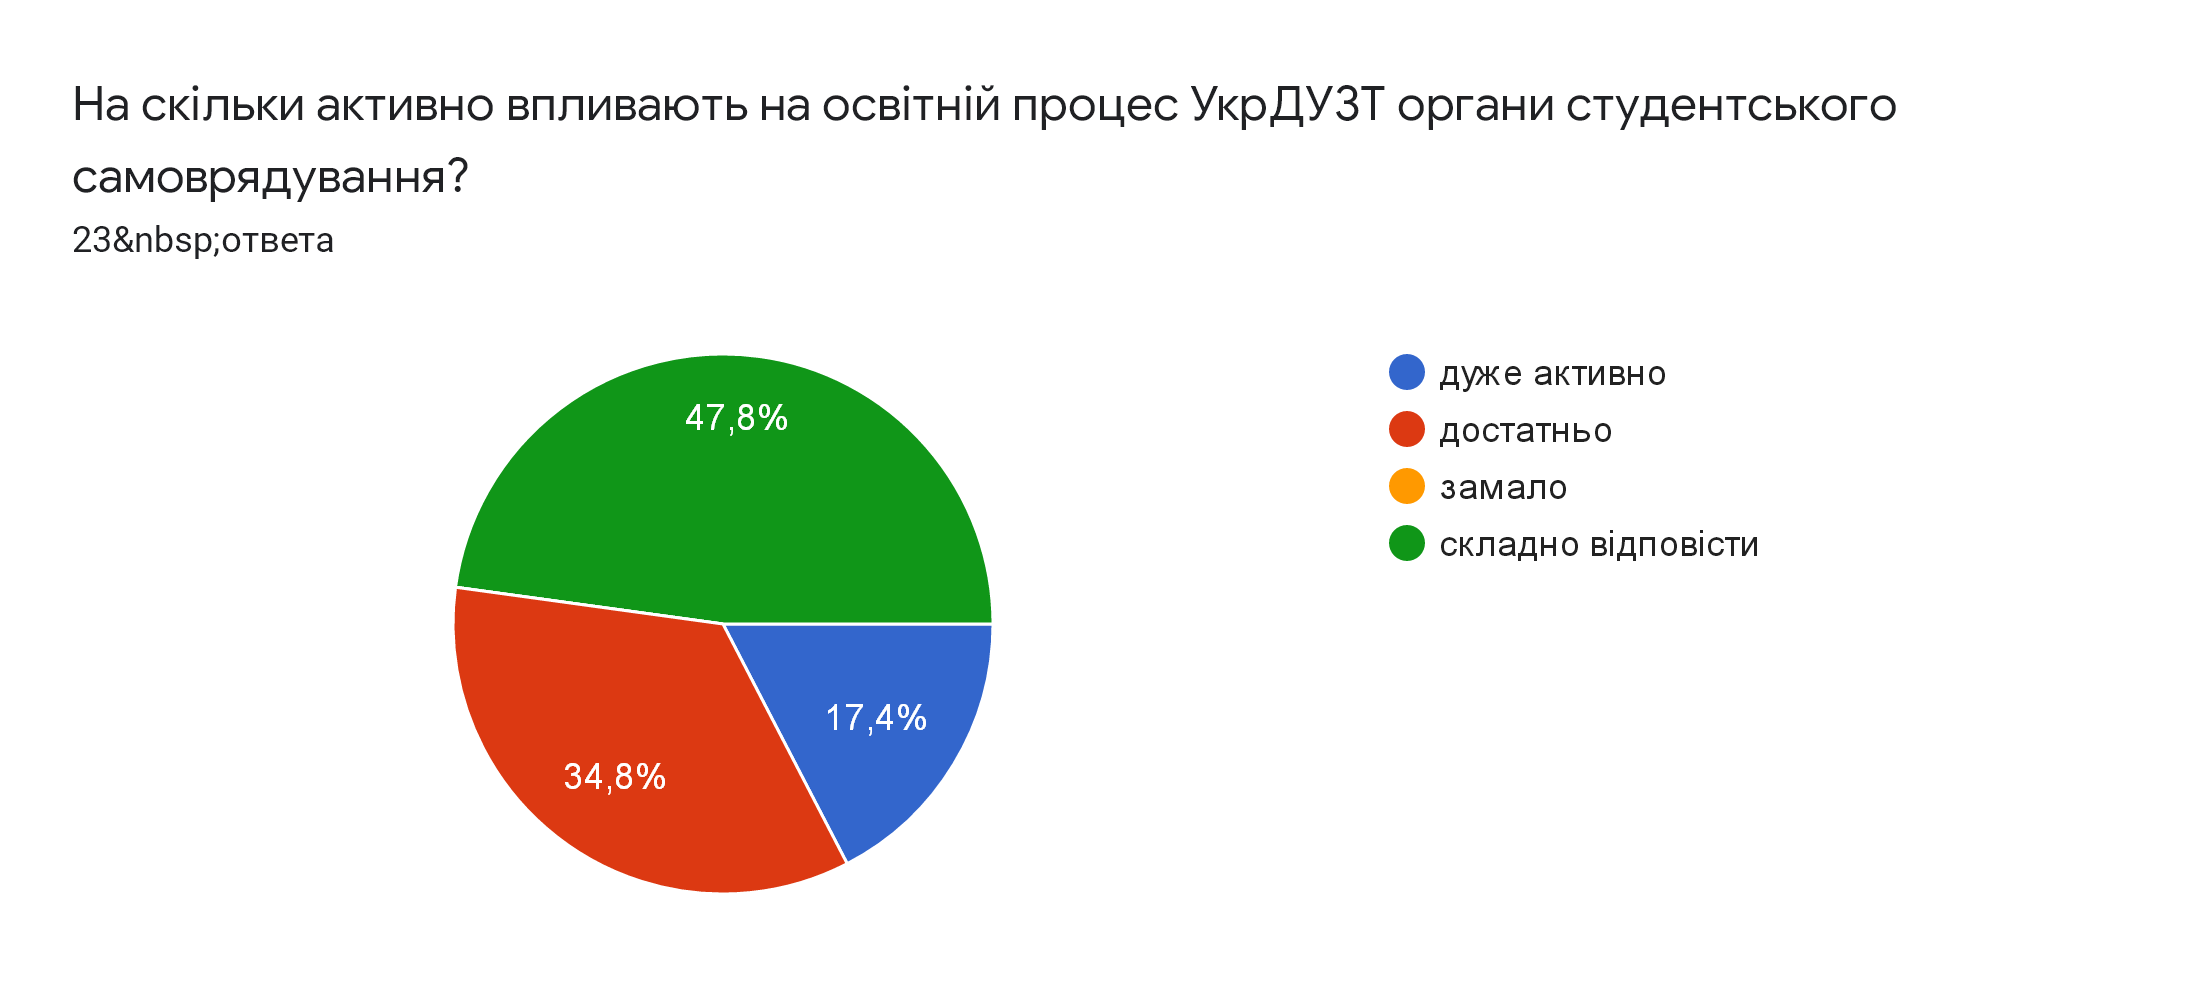 На скільки активно впливають на освітній процес УкрДУЗТ органи студентського
самоврядування?
23&nbsp;ответа
47,8%
34,8%
17,4%
дуже активно
достатньо
замало
складно відповісти